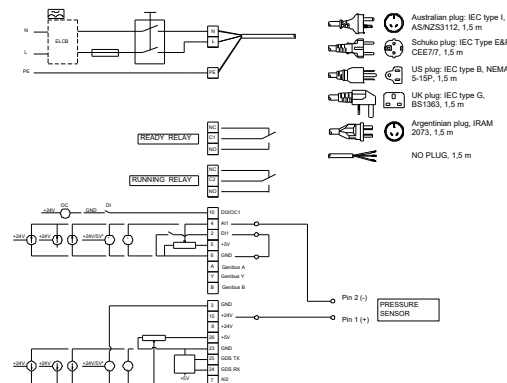 N
L
PE
ELCB
N
L
PE
Australian plug: IEC type I,
AS/NZS3112, 1,5 m
Schuko plug: IEC Type E&F
CEE7/7, 1,5 m
US plug: IEC type B, NEMA
5-15P, 1,5 m
UK plug: IEC type G,
BS1363, 1,5 m
Argentinian plug, IRAM
2073, 1,5 m
NO PLUG, 1,5 m
READY RELAY
NC
C1
NO
RUNNING RELAY
NC
C2
NO
+24V
OC
GND
DI
10 DI3/OC1
4 AI1
2 DI1
5 +5V
6 GND
A Genibus A
Y Genibus Y
B Genibus B
+24V
+24V
+24V/5V*
3 GND
15 +24V
8 +24V
26 +5V
23 GND
25 GDS TX
24 GDS RX
7 AI2
Pin 2 (-)
Pin 1 (+)
PRESSURE
SENSOR
+24V
+24V
+24V/5V*
+5V